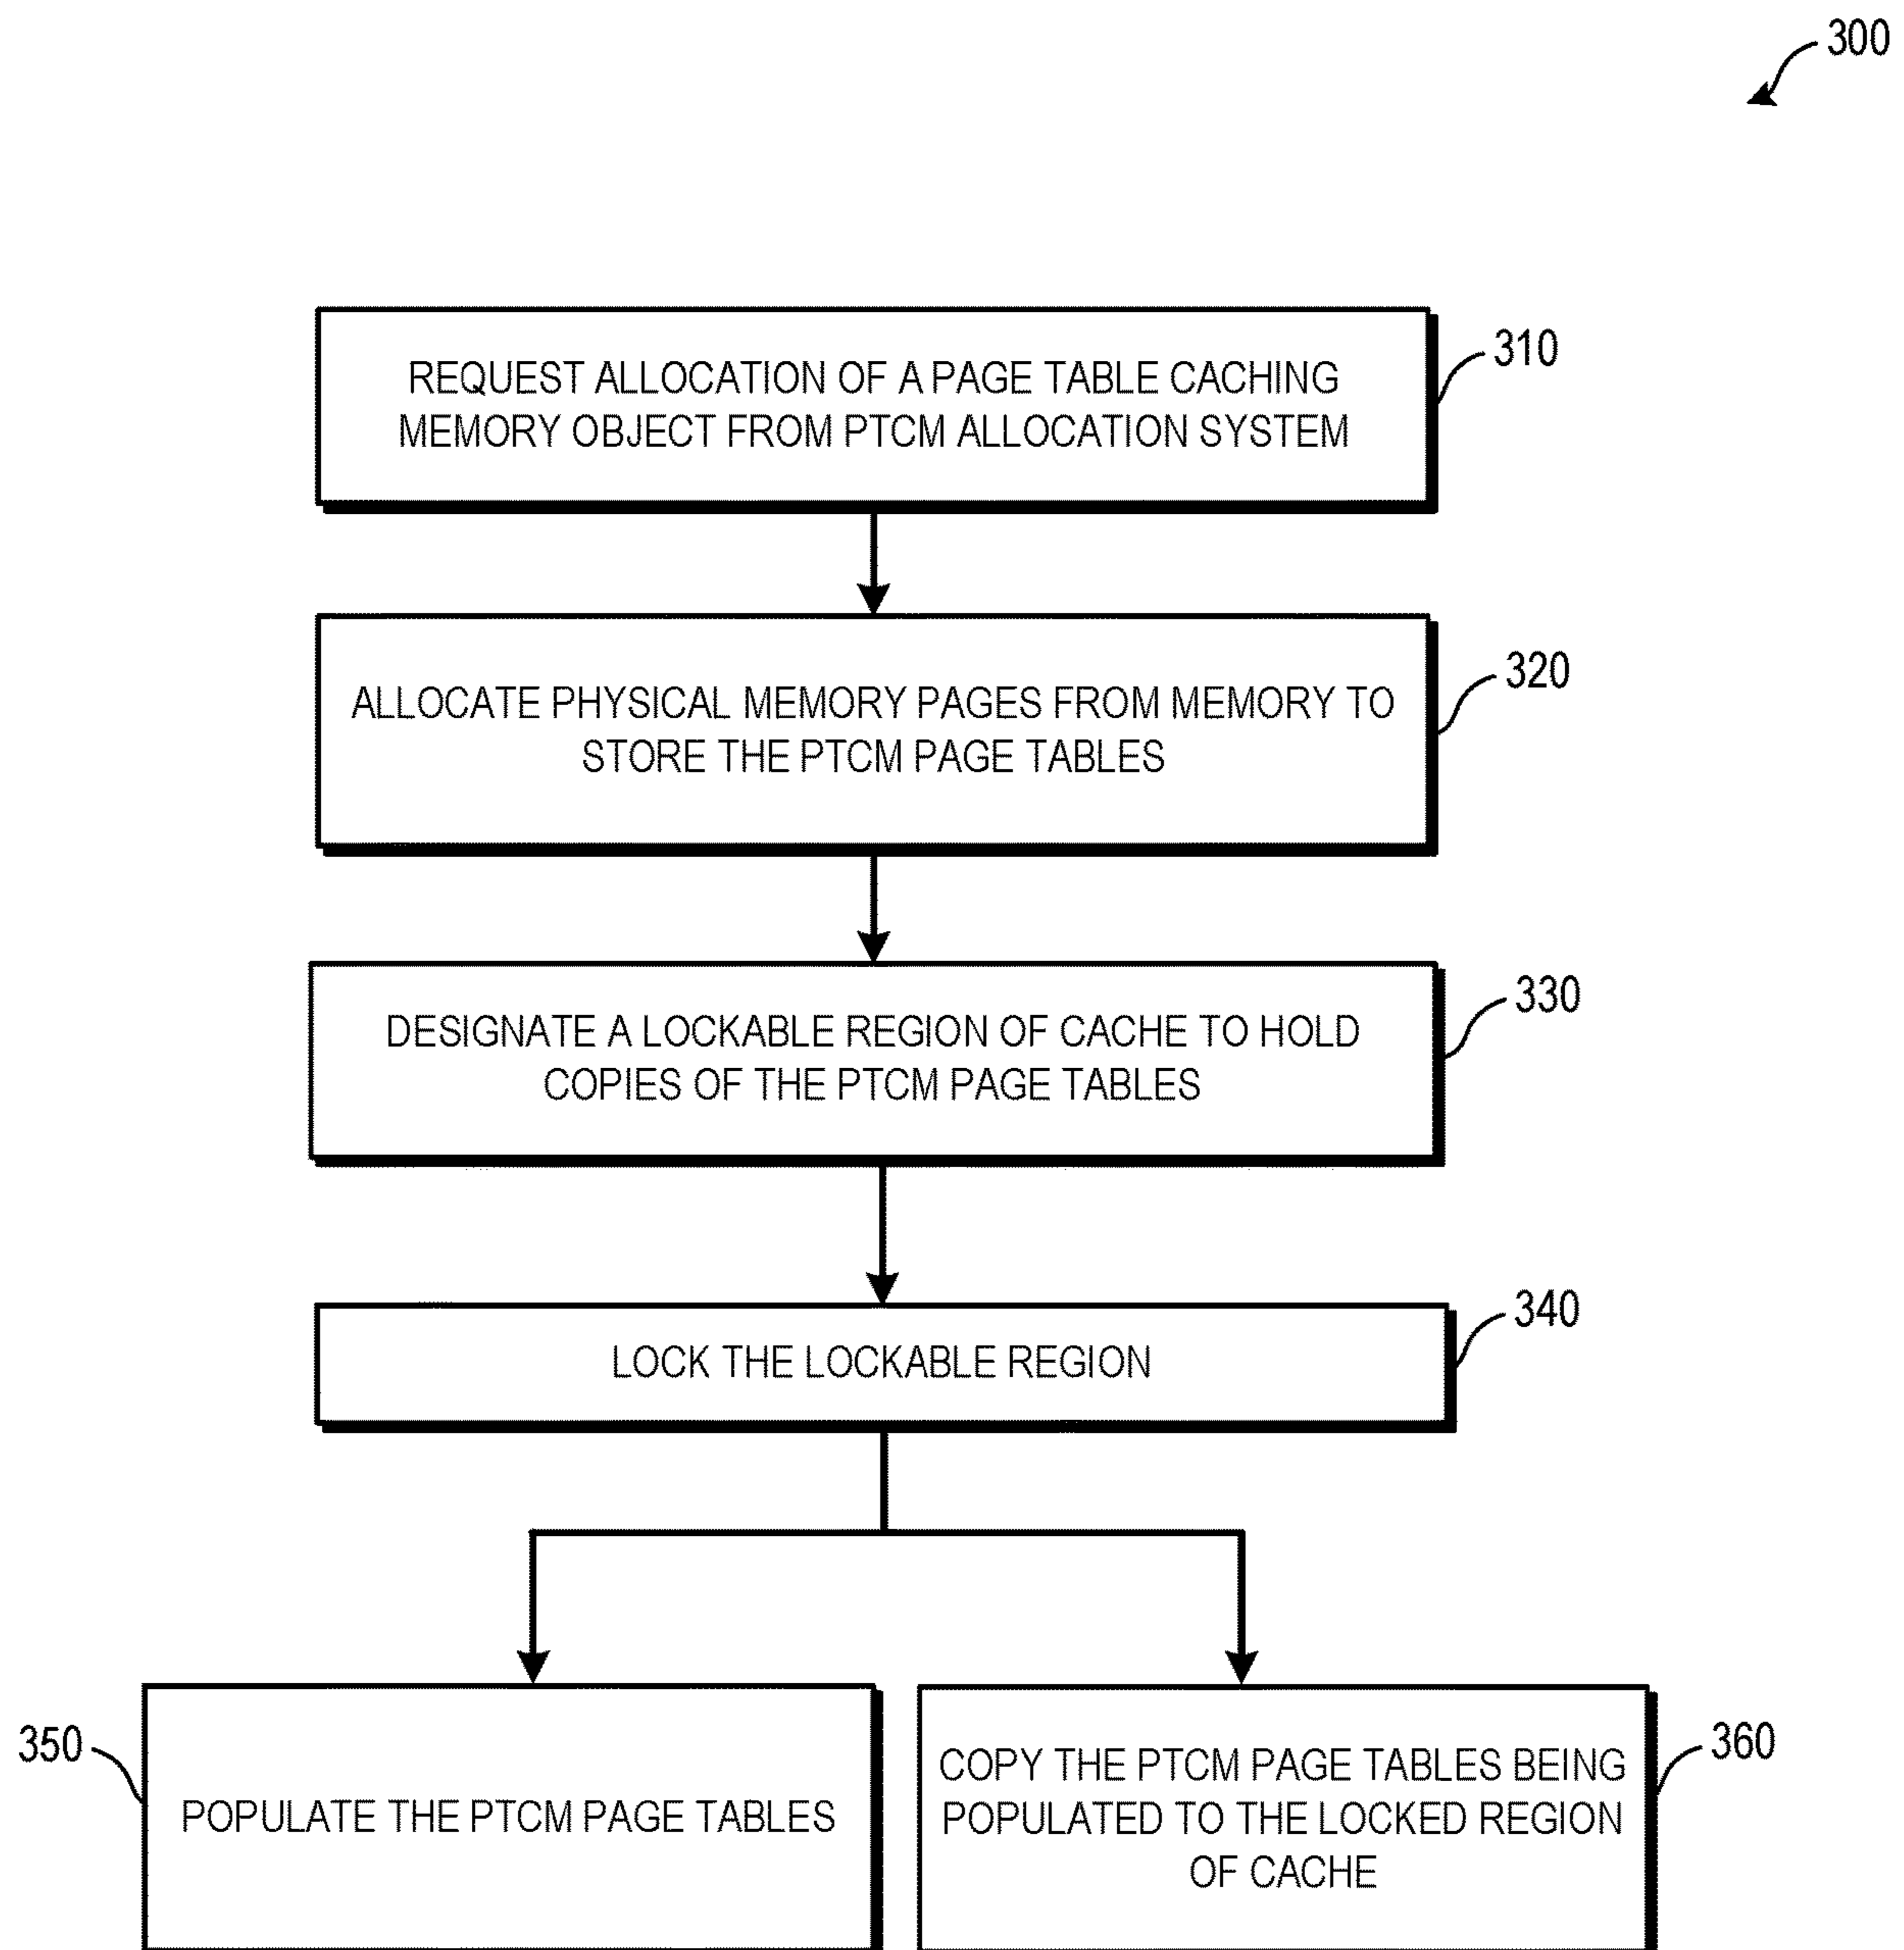 300
REQUEST ALLOCATION OF A PAGE TABLE CACHING
MEMORY OBJECT FROM PTCM ALLOCATION SYSTEM
310
ALLOCATE PHYSICAL MEMORY PAGES FROM MEMORY TO
STORE THE PTCM PAGE TABLES
320
DESIGNATE A LOCKABLE REGION OF CACHE TO HOLD
COPIES OF THE PTCM PAGE TABLES
330
LOCK THE LOCKABLE REGION
340
350
POPULATE THE PTCM PAGE TABLES
COPY THE PTCM PAGE TABLES BEING
POPULATED TO THE LOCKED REGION
OF CACHE
360